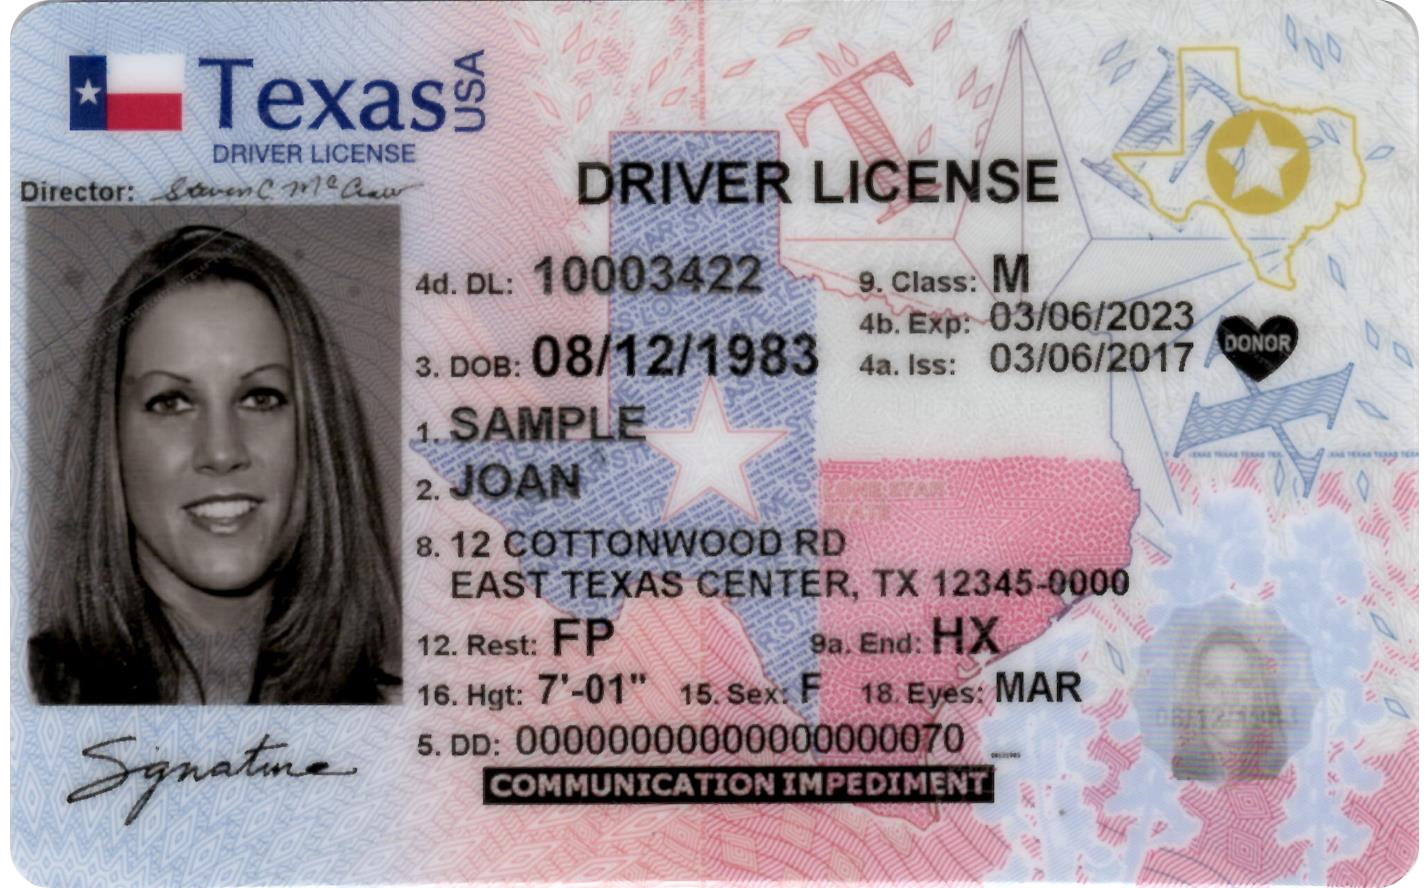 Texas USA
DRIVER LICENSE
Director: Steven C McCraw
DRIVER LICENSE
4d. DL: 10003422
9. Class: M
4b. Exp: 03/06/2023
3. DOB: 08/12/1983
4a. Iss: 03/06/2017
DONOR
1. SAMPLE
2. JOAN
LONE STAR
STATE
8. 12 COTTONWOOD RD
EAST TEXAS CENTER, TX 12345-0000
12. Rest: FP
9a. End: HX
16. Hgt: 7'-01" 15. Sex: F 18. Eyes: MAR
5. DD: 00000000000000000070
Signature
COMMUNICATION IMPEDIMENT